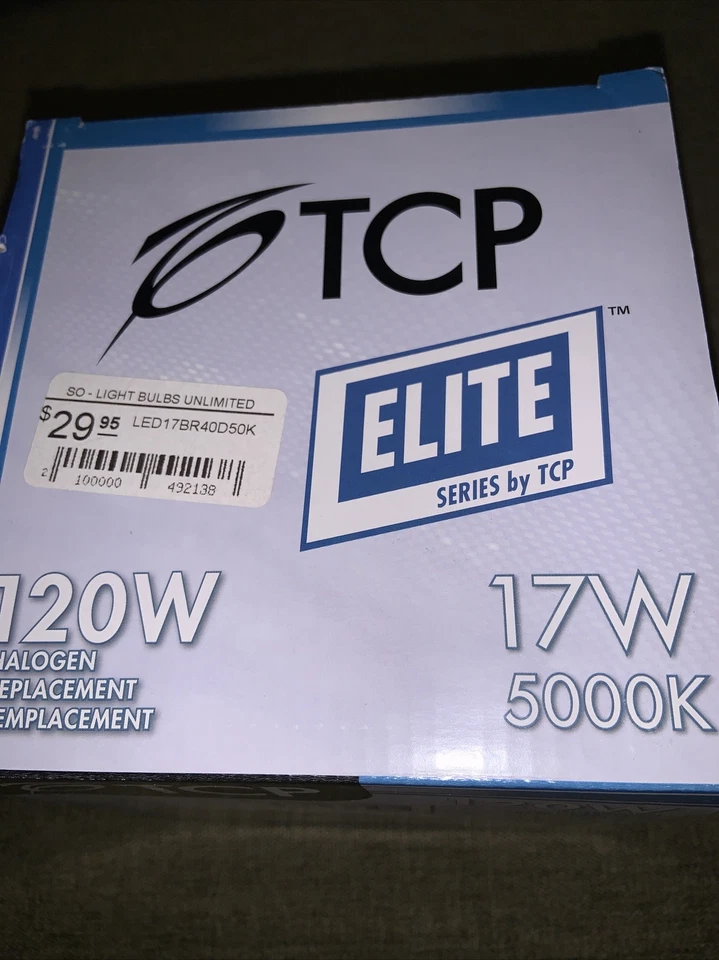 TCP
TM
ELITE
SERIES by TCP
SO - LIGHT BULBS UNLIMITED
$29.95 LED17BR40D50K
2 100000 492138
120W
HALOGEN
REPLACEMENT
REMPLACEMENT
17W
5000K